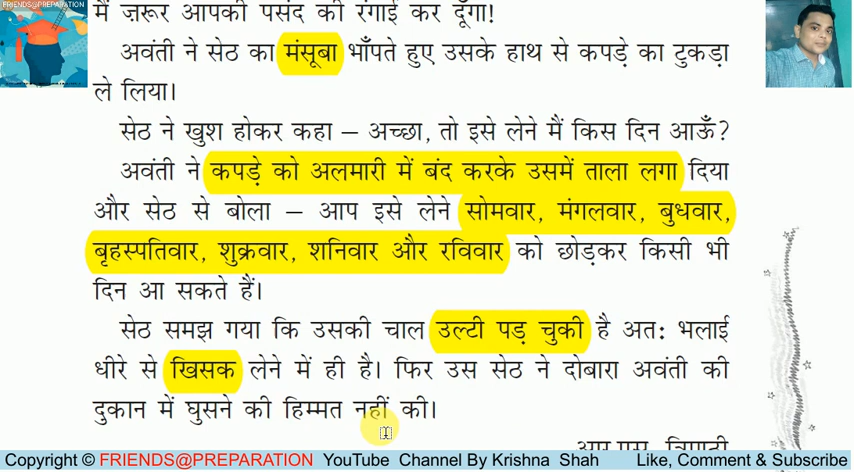 FRIENDS@PREPARATION
में ज़रूर आपकी पसंद की रंगाई कर दूँगा!
अवंती ने सेठ का मंसूबा भाँपते हुए उसके हाथ से कपड़े का टुकड़ा
ले लिया।
सेठ ने खुश होकर कहा – अच्छा, तो इसे लेने मैं किस दिन आऊँ?
अवंती ने कपड़े को अलमारी में बंद करके उसमें ताला लगा दिया
और सेठ से बोला – आप इसे लेने सोमवार, मंगलवार, बुधवार,
बृहस्पतिवार, शुक्रवार, शनिवार और रविवार को छोड़कर किसी भी
दिन आ सकते हैं।
सेठ समझ गया कि उसकी चाल उल्टी पड़ चुकी है अतः भलाई
धीरे से खिसक लेने में ही है। फिर उस सेठ ने दोबारा अवंती की
दुकान में घुसने की हिम्मत नहीं की।
Copyright © FRIENDS@PREPARATION YouTube Channel By Krishna Shah Like, Comment & Subscribe